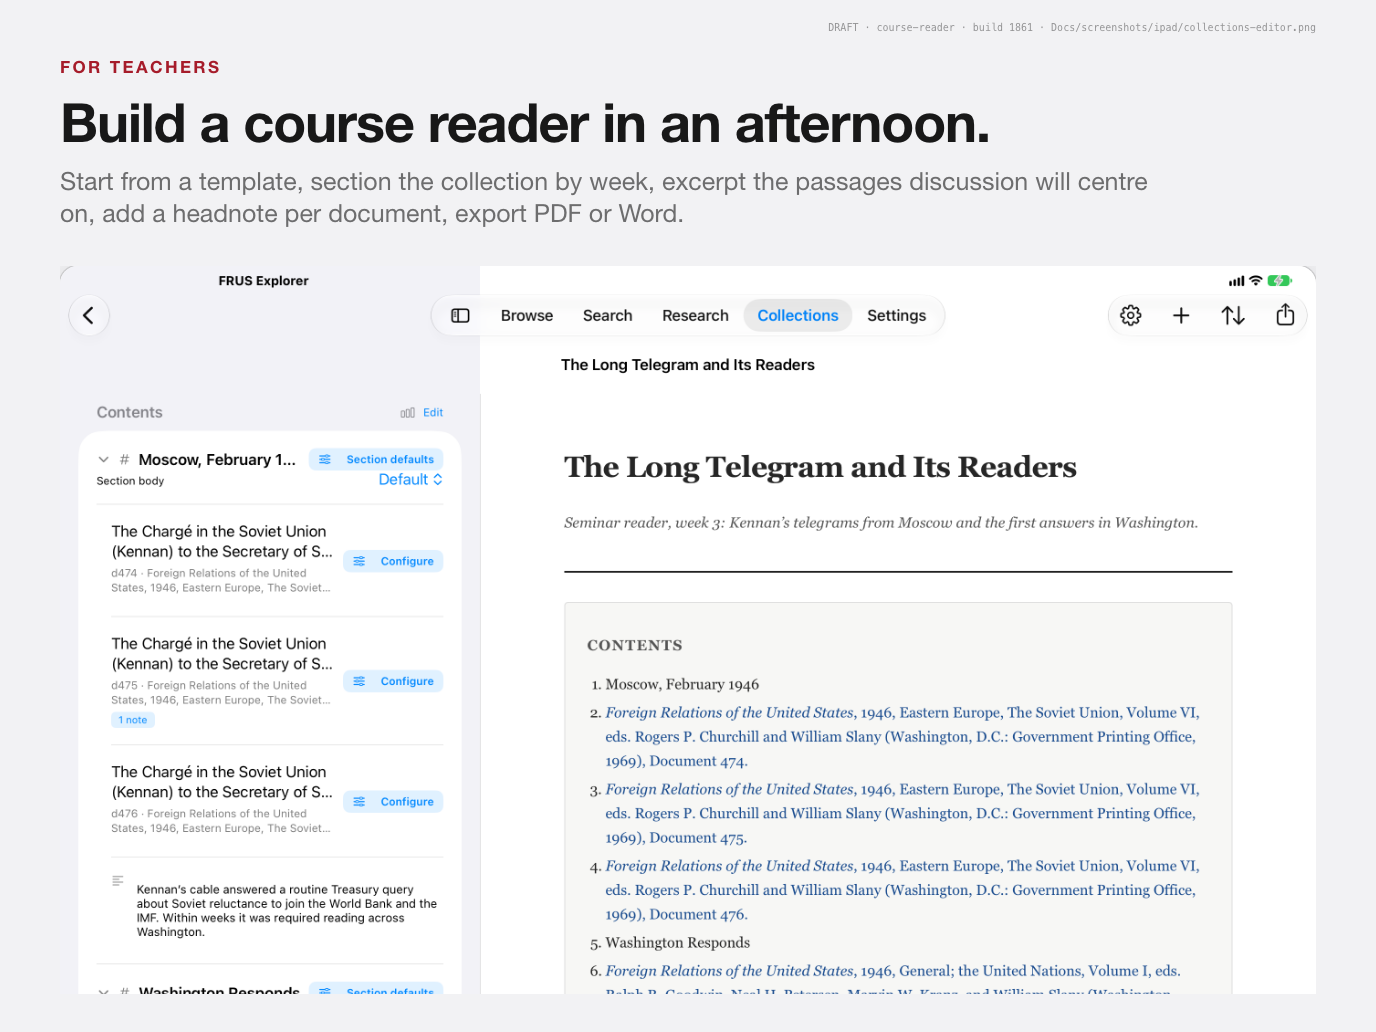 DRAFT · course-reader · build 1861 · Docs/screenshots/ipad/collections-editor.png
FOR TEACHERS
Build a course reader in an afternoon.
Start from a template, section the collection by week, excerpt the passages discussion will centre
on, add a headnote per document, export PDF or Word.
FRUS Explorer
Browse Search Research Collections Settings
The Long Telegram and Its Readers
Contents Edit
# Moscow, February 1... Section defaults
Section body Default
The Chargé in the Soviet Union
(Kennan) to the Secretary of S...
Configure
d474 · Foreign Relations of the United
States, 1946, Eastern Europe, The Soviet...
The Chargé in the Soviet Union
(Kennan) to the Secretary of S...
Configure
d475 · Foreign Relations of the United
States, 1946, Eastern Europe, The Soviet...
1 note
The Chargé in the Soviet Union
(Kennan) to the Secretary of S...
Configure
d476 · Foreign Relations of the United
States, 1946, Eastern Europe, The Soviet...
Kennan's cable answered a routine Treasury query
about Soviet reluctance to join the World Bank and the
IMF. Within weeks it was required reading across
Washington.
# Washington Responds Section defaults
The Long Telegram and Its Readers
Seminar reader, week 3: Kennan's telegrams from Moscow and the first answers in Washington.
CONTENTS
1. Moscow, February 1946
2. Foreign Relations of the United States, 1946, Eastern Europe, The Soviet Union, Volume VI,
eds. Rogers P. Churchill and William Slany (Washington, D.C.: Government Printing Office,
1969), Document 474.
3. Foreign Relations of the United States, 1946, Eastern Europe, The Soviet Union, Volume VI,
eds. Rogers P. Churchill and William Slany (Washington, D.C.: Government Printing Office,
1969), Document 475.
4. Foreign Relations of the United States, 1946, Eastern Europe, The Soviet Union, Volume VI,
eds. Rogers P. Churchill and William Slany (Washington, D.C.: Government Printing Office,
1969), Document 476.
5. Washington Responds
6. Foreign Relations of the United States, 1946, General; the United Nations, Volume I, eds.
Ralph R. Goodwin, Neal H. Petersen, Marvin W. Kranz, and William Slany (Washington,